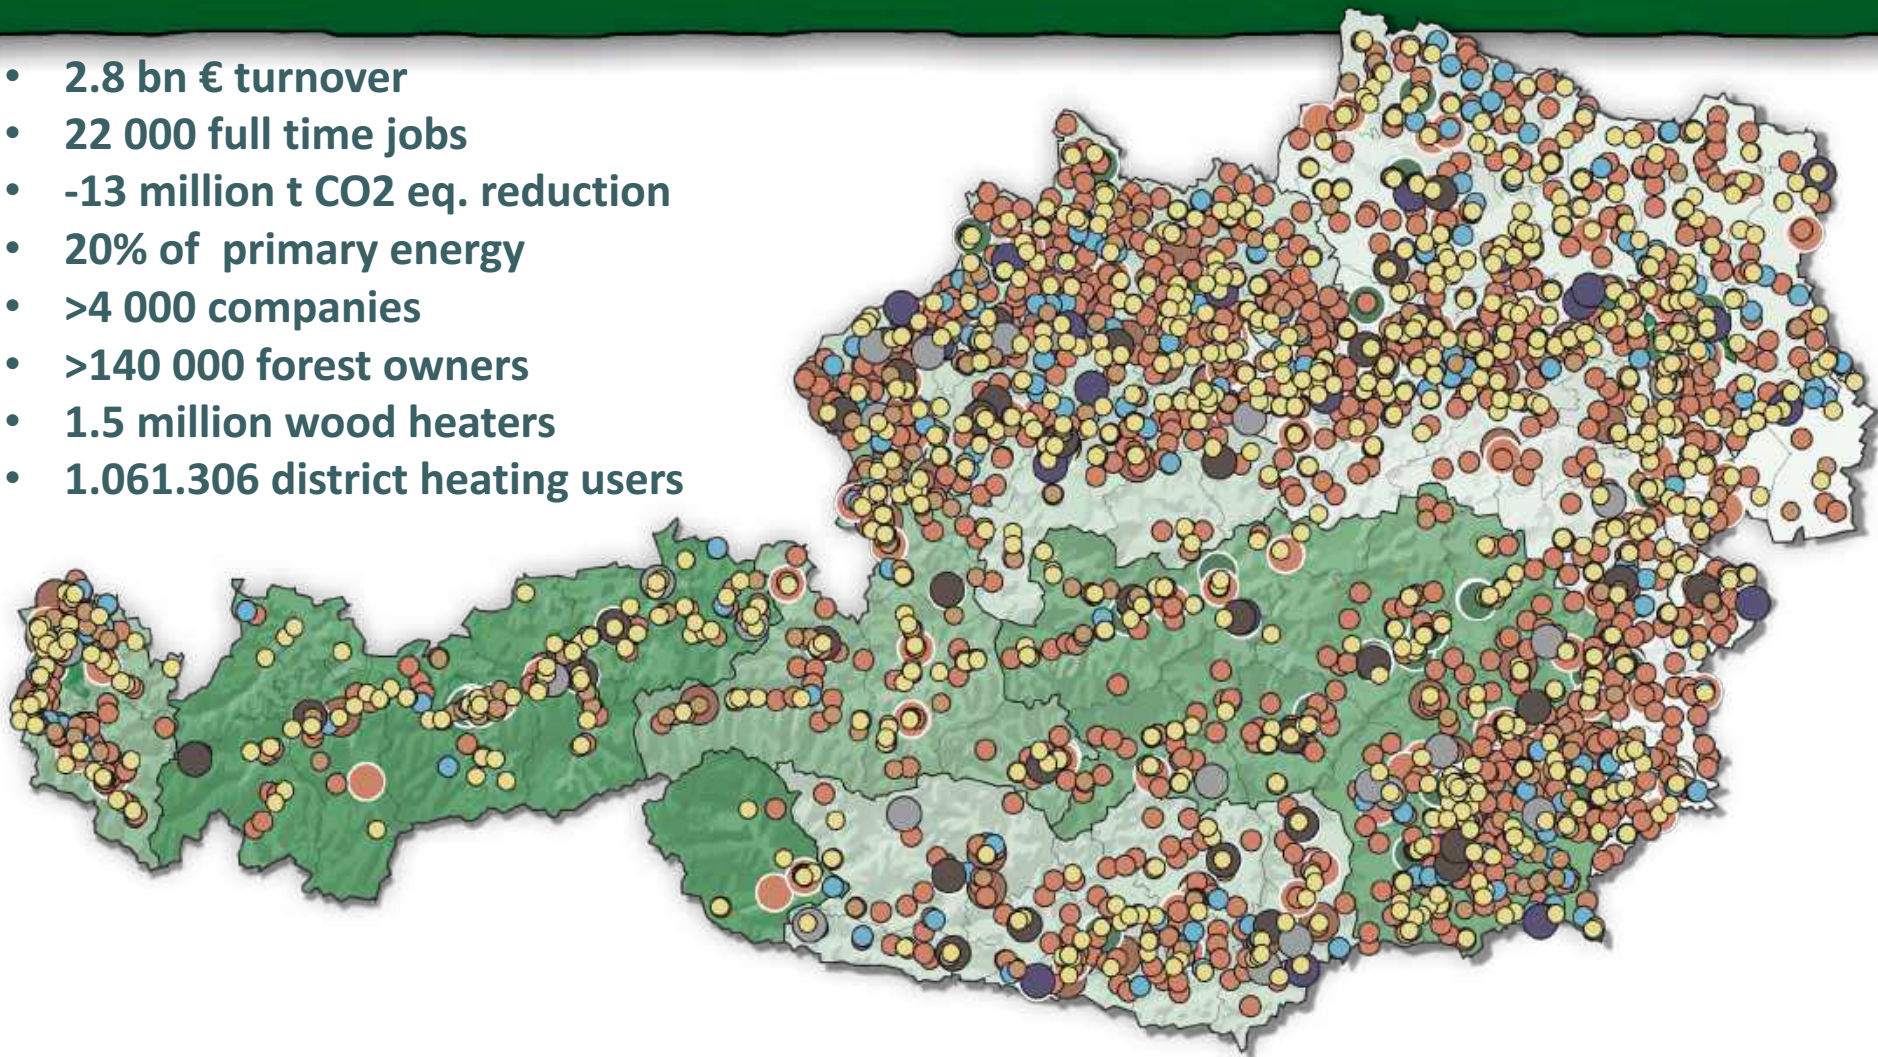 • 2.8 bn € turnover
• 22 000 full time jobs
• -13 million t CO2 eq. reduction
• 20% of  primary energy
• >4 000 companies
• >140 000 forest owners
• 1.5 million wood heaters
• 1.061.306 district heating users